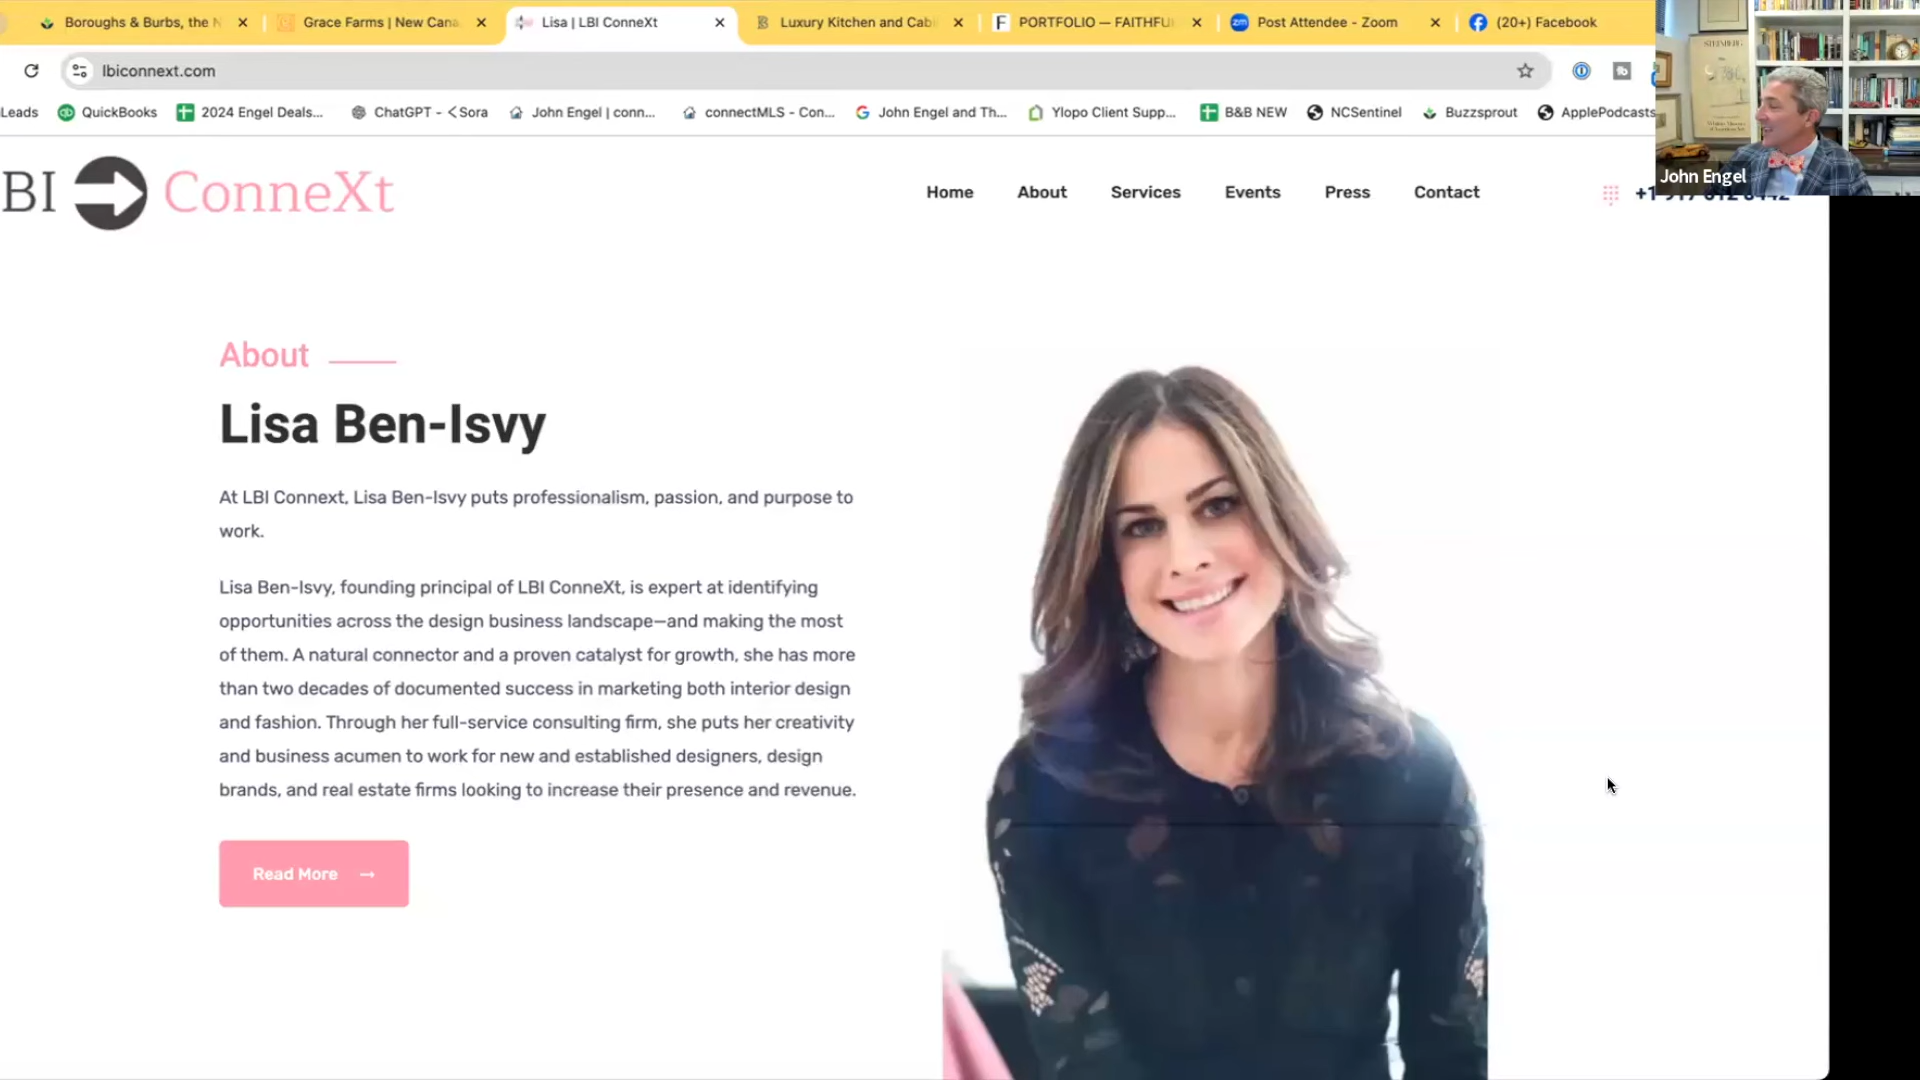 Boroughs & Burbs, the N
Grace Farms | New Cana
Lisa | LBI ConneXt
Luxury Kitchen and Cabi
PORTFOLIO — FAITHFU
zm
Post Attendee - Zoom
(20+) Facebook
lbiconnext.com
Leads
QuickBooks
2024 Engel Deals...
ChatGPT - < Sora
John Engel | conn...
connectMLS - Con...
John Engel and Th...
Ylopo Client Supp...
B&B NEW
NCSentinel
Buzzsprout
ApplePodcasts
STEINBERG
John Engel
BI ConneXt
Home
About
Services
Events
Press
Contact
About
Lisa Ben-Isvy
At LBI Connext, Lisa Ben-Isvy puts professionalism, passion, and purpose to
work.
Lisa Ben-Isvy, founding principal of LBI ConneXt, is expert at identifying
opportunities across the design business landscape—and making the most
of them. A natural connector and a proven catalyst for growth, she has more
than two decades of documented success in marketing both interior design
and fashion. Through her full-service consulting firm, she puts her creativity
and business acumen to work for new and established designers, design
brands, and real estate firms looking to increase their presence and revenue.
Read More →